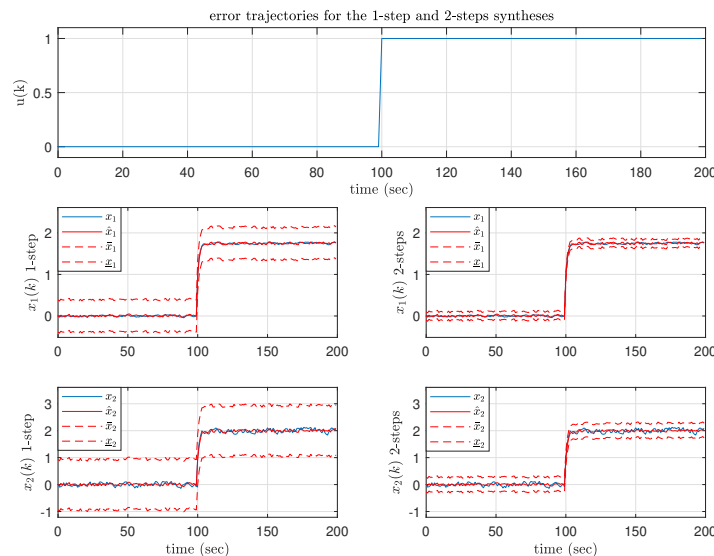 error trajectories for the 1-step and 2-steps syntheses
u(k)
1
0.5
0
0 20 40 60 80 100 120 140 160 180 200
time (sec)
x₁(k) 1-step
2
1
0
x₁
x̂₁
x̅₁
x̲₁
0 50 100 150 200
x₁(k) 2-steps
2
1
0
x₁
x̂₁
x̅₁
x̲₁
0 50 100 150 200
time (sec)
x₂(k) 1-step
3
2
1
0
-1
x₂
x̂₂
x̅₂
x̲₂
0 50 100 150 200
time (sec)
x₂(k) 2-steps
3
2
1
0
-1
x₂
x̂₂
x̅₂
x̲₂
0 50 100 150 200
time (sec)